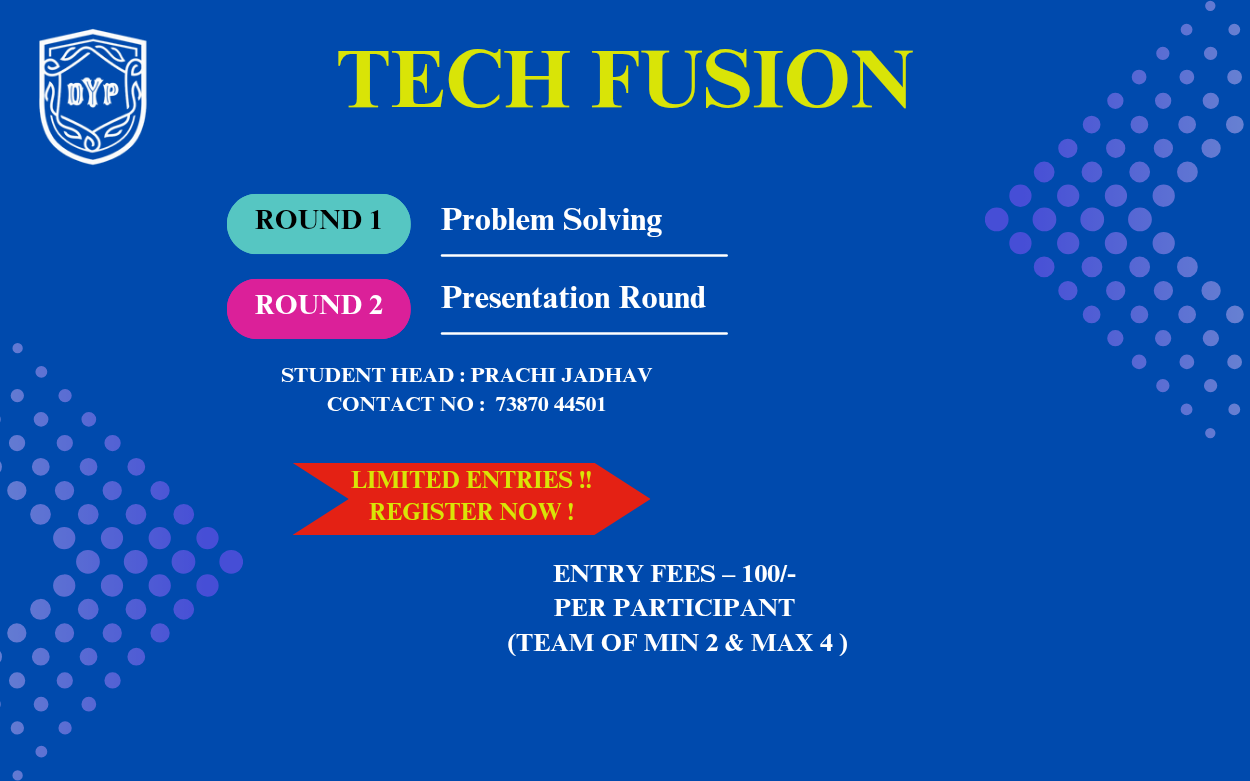 DYP
TECH FUSION
ROUND 1
Problem Solving
ROUND 2
Presentation Round
STUDENT HEAD : PRACHI JADHAV
CONTACT NO : 73870 44501
LIMITED ENTRIES !!
REGISTER NOW !
ENTRY FEES – 100/-
PER PARTICIPANT
(TEAM OF MIN 2 & MAX 4 )